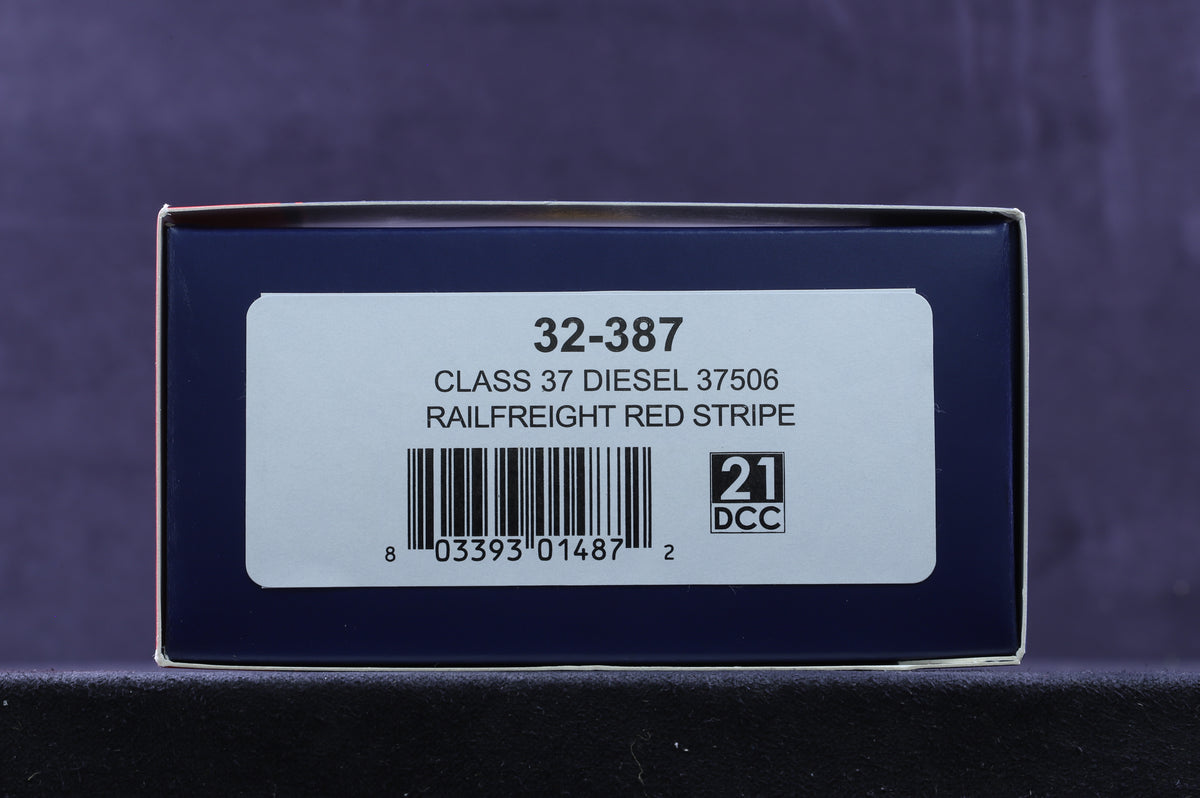 32-387
CLASS 37 DIESEL 37506
RAILFREIGHT RED STRIPE
21
DCC
8 03393 01487 2